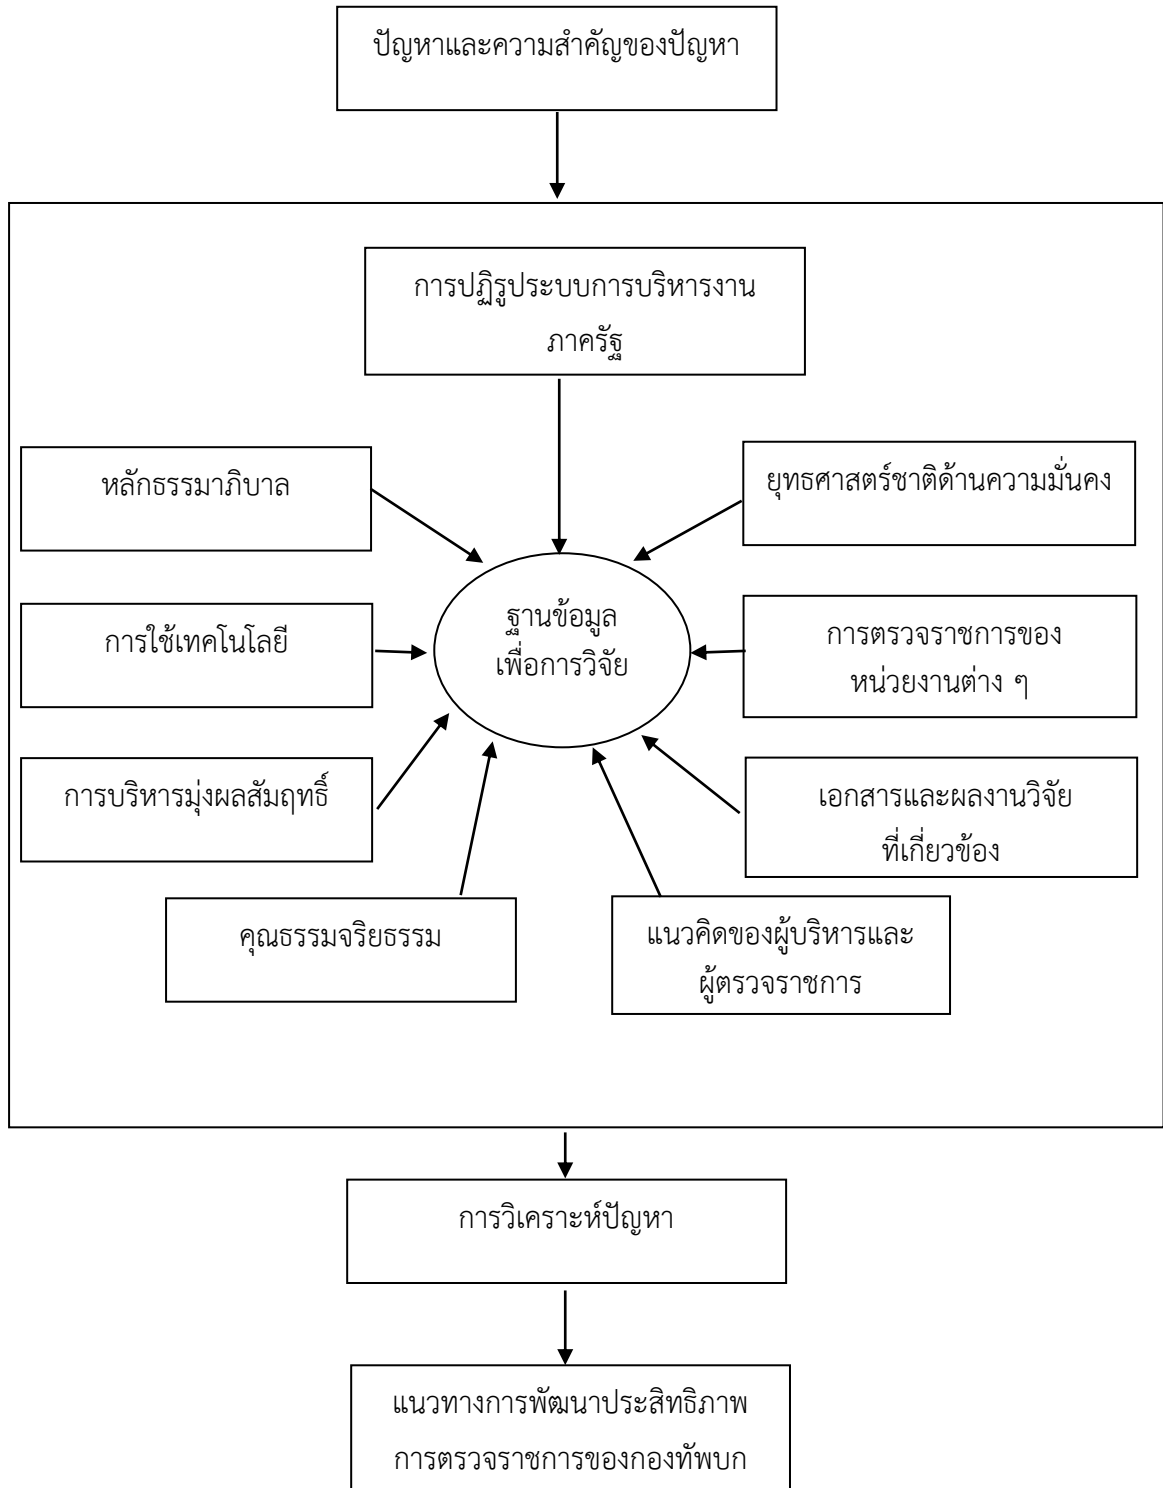 ปัญหาและความสำคัญของปัญหา
การปฏิรูประบบการบริหารงาน
ภาครัฐ
หลักธรรมาภิบาล
ยุทธศาสตร์ชาติด้านความมั่นคง
ฐานข้อมูล
เพื่อการวิจัย
การใช้เทคโนโลยี
การตรวจราชการของ
หน่วยงานต่าง ๆ
การบริหารมุ่งผลสัมฤทธิ์
เอกสารและผลงานวิจัย
ที่เกี่ยวข้อง
คุณธรรมจริยธรรม
แนวคิดของผู้บริหารและ
ผู้ตรวจราชการ
การวิเคราะห์ปัญหา
แนวทางการพัฒนาประสิทธิภาพ
การตรวจราชการของกองทัพบก